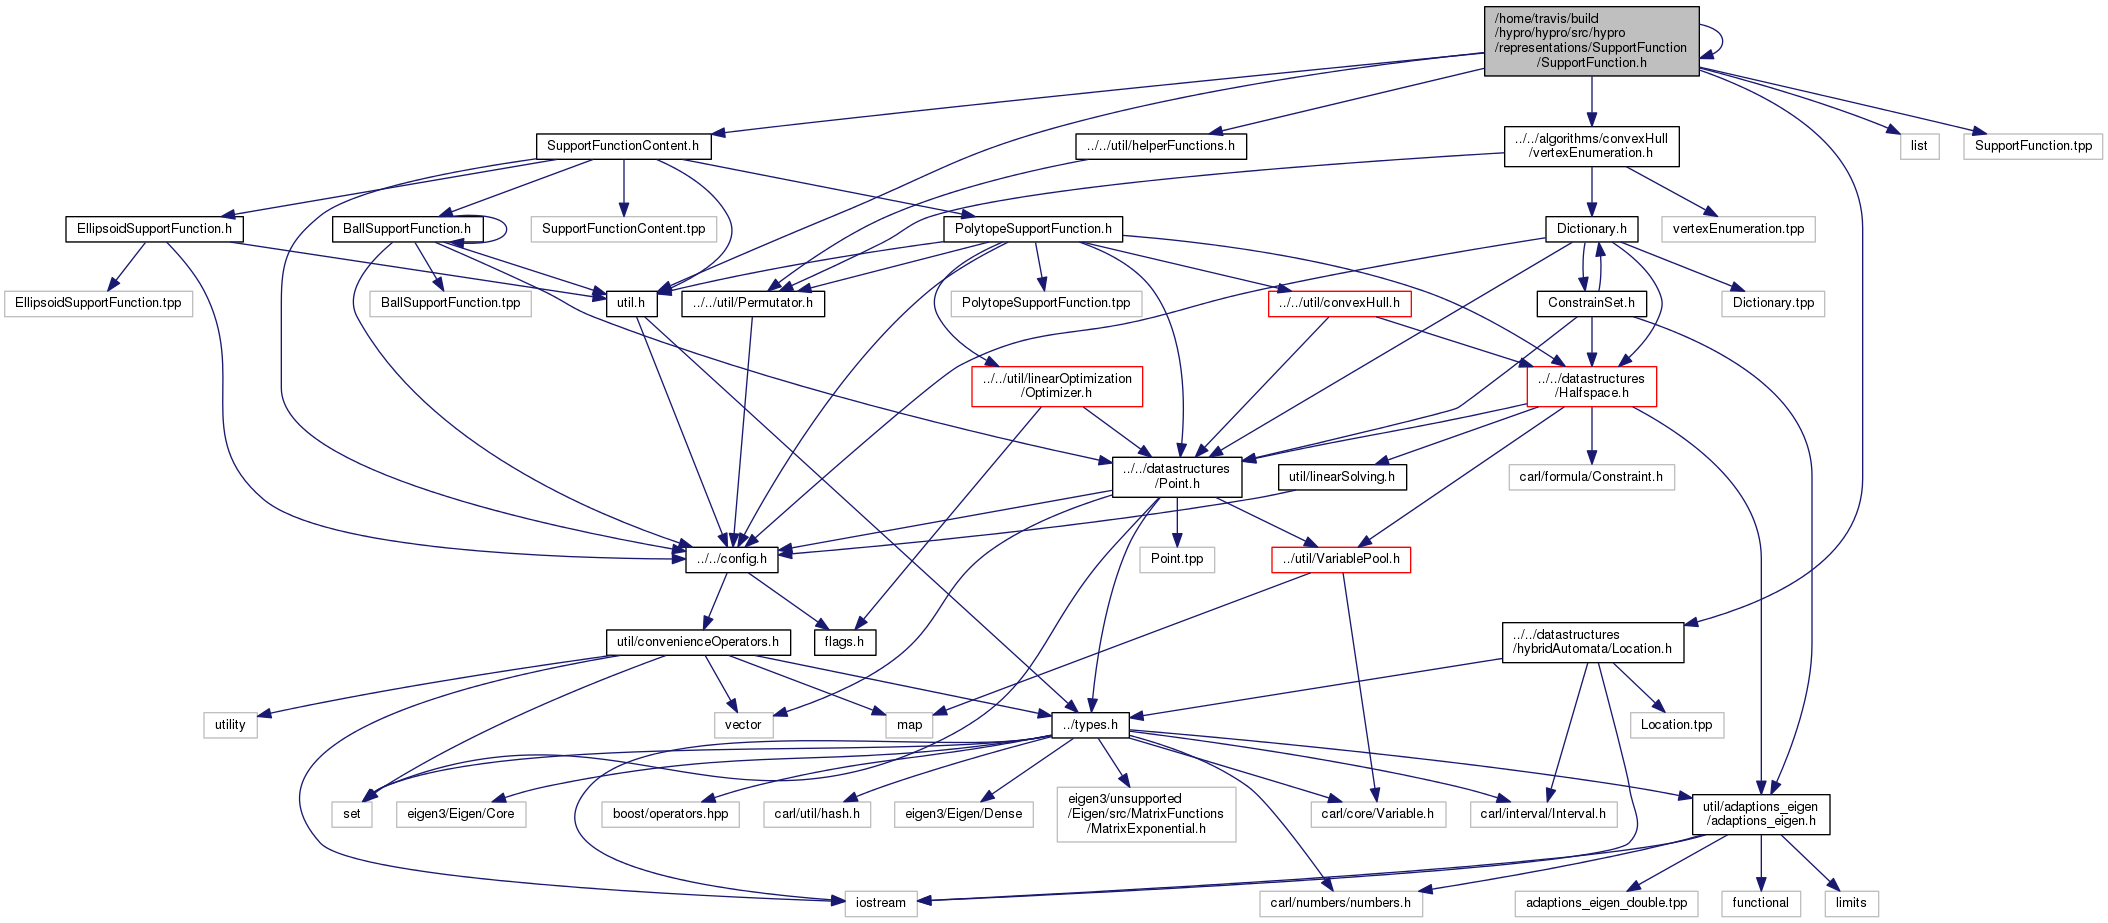 /home/travis/build
/hypro/hypro/src/hypro
/representations/SupportFunction
/SupportFunction.h
SupportFunctionContent.h
../../util/helperFunctions.h
../../algorithms/convexHull
/vertexEnumeration.h
list
SupportFunction.tpp
EllipsoidSupportFunction.h
BallSupportFunction.h
SupportFunctionContent.tpp
PolytopeSupportFunction.h
Dictionary.h
vertexEnumeration.tpp
EllipsoidSupportFunction.tpp
BallSupportFunction.tpp
util.h
../../util/Permutator.h
PolytopeSupportFunction.tpp
../../util/convexHull.h
ConstrainSet.h
Dictionary.tpp
../../util/linearOptimization
/Optimizer.h
../../datastructures
/Halfspace.h
../../datastructures
/Point.h
util/linearSolving.h
carl/formula/Constraint.h
../../config.h
Point.tpp
../util/VariablePool.h
util/convenienceOperators.h
flags.h
../../datastructures
/hybridAutomata/Location.h
utility
vector
map
../types.h
Location.tpp
set
eigen3/Eigen/Core
boost/operators.hpp
carl/util/hash.h
eigen3/Eigen/Dense
eigen3/unsupported
/Eigen/src/MatrixFunctions
/MatrixExponential.h
carl/core/Variable.h
carl/interval/Interval.h
util/adaptions_eigen
/adaptions_eigen.h
iostream
carl/numbers/numbers.h
adaptions_eigen_double.tpp
functional
limits